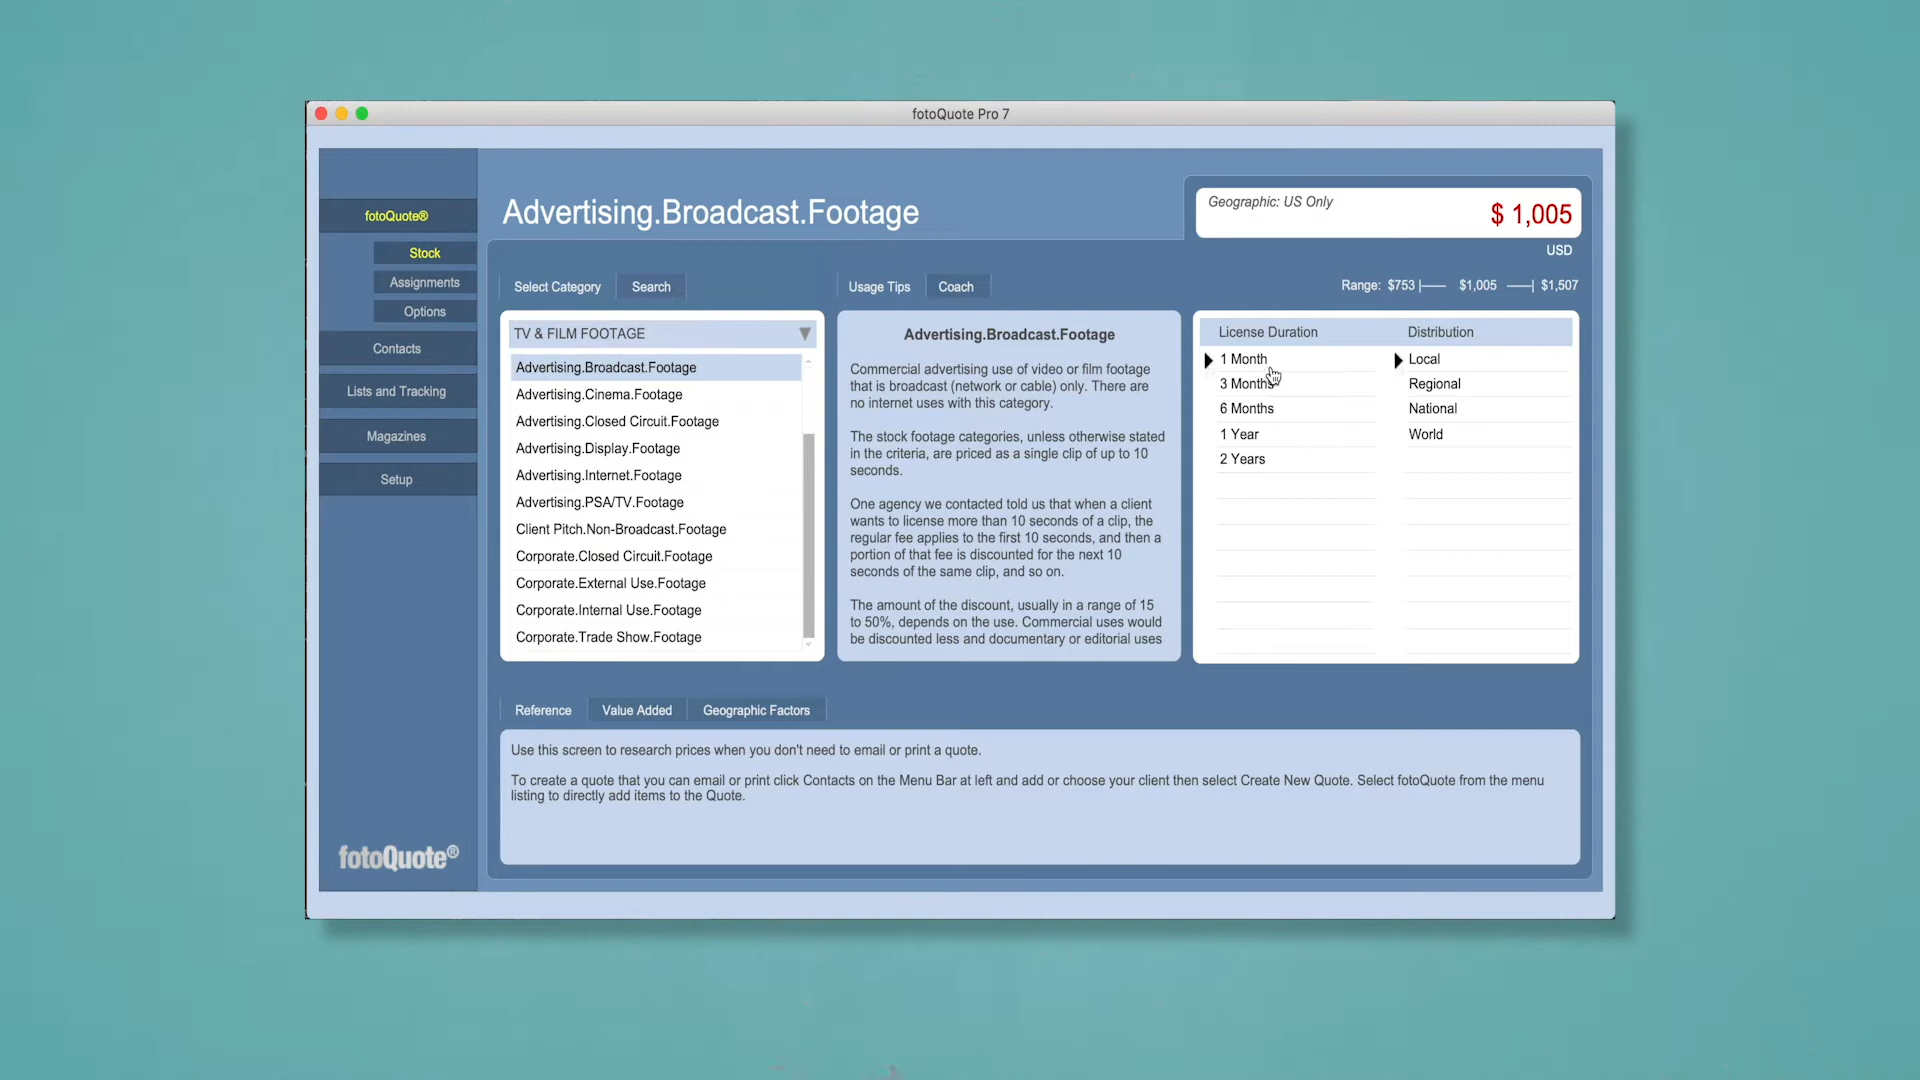 fotoQuote Pro 7
fotoQuote®
Stock
Assignments
Options
Contacts
Lists and Tracking
Magazines
Setup
fotoQuote®
Advertising.Broadcast.Footage
Geographic: US Only
$ 1,005
USD
Select Category
Search
Usage Tips
Coach
Range: $753 $1,005 $1,507
TV & FILM FOOTAGE
Advertising.Broadcast.Footage
Advertising.Cinema.Footage
Advertising.Closed Circuit.Footage
Advertising.Display.Footage
Advertising.Internet.Footage
Advertising.PSA/TV.Footage
Client Pitch.Non-Broadcast.Footage
Corporate.Closed Circuit.Footage
Corporate.External Use.Footage
Corporate.Internal Use.Footage
Corporate.Trade Show.Footage
Advertising.Broadcast.Footage
Commercial advertising use of video or film footage
that is broadcast (network or cable) only. There are
no internet uses with this category.
The stock footage categories, unless otherwise stated
in the criteria, are priced as a single clip of up to 10
seconds.
One agency we contacted told us that when a client
wants to license more than 10 seconds of a clip, the
regular fee applies to the first 10 seconds, and then a
portion of that fee is discounted for the next 10
seconds of the same clip, and so on.
The amount of the discount, usually in a range of 15
to 50%, depends on the use. Commercial uses would
be discounted less and documentary or editorial uses
License Duration
1 Month
3 Months
6 Months
1 Year
2 Years
Distribution
Local
Regional
National
World
Reference
Value Added
Geographic Factors
Use this screen to research prices when you don't need to email or print a quote.
To create a quote that you can email or print click Contacts on the Menu Bar at left and add or choose your client then select Create New Quote. Select fotoQuote from the menu
listing to directly add items to the Quote.